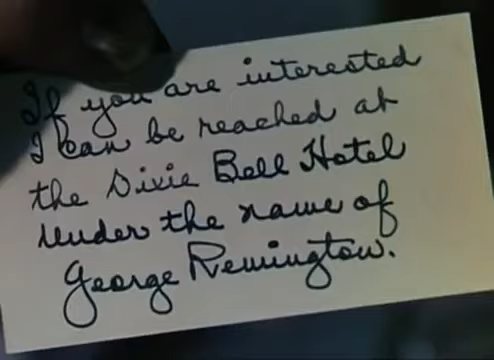 If you are interested
I can be reached at
the Dixie Bell Hotel
under the name of
George Remington.